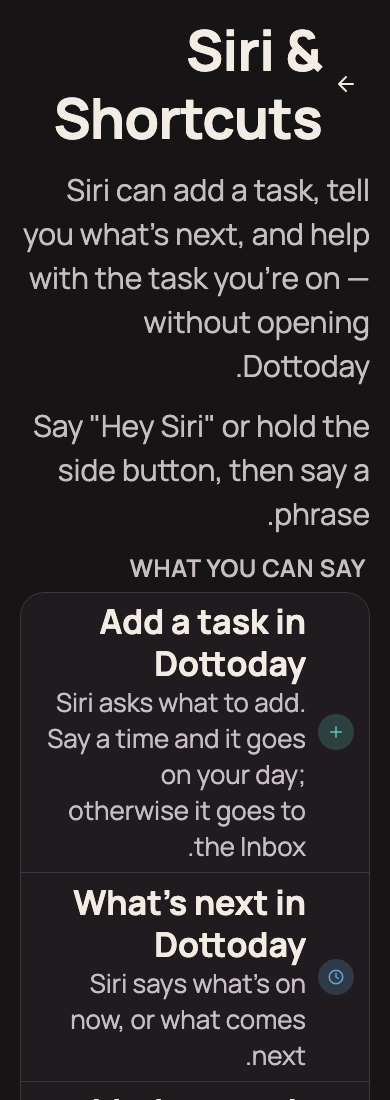 Siri &
Shortcuts
Siri can add a task, tell
you what's next, and help
with the task you're on —
without opening
.Dottoday
Say "Hey Siri" or hold the
side button, then say a
.phrase
WHAT YOU CAN SAY
Add a task in
Dottoday
Siri asks what to add.
Say a time and it goes
on your day;
otherwise it goes to
.the Inbox
What's next in
Dottoday
Siri says what's on
now, or what comes
.next